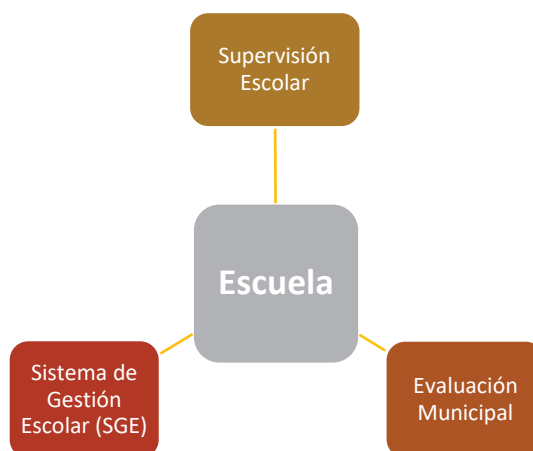 Supervisión
Escolar
Escuela
Sistema de
Gestión
Escolar (SGE)
Evaluación
Municipal